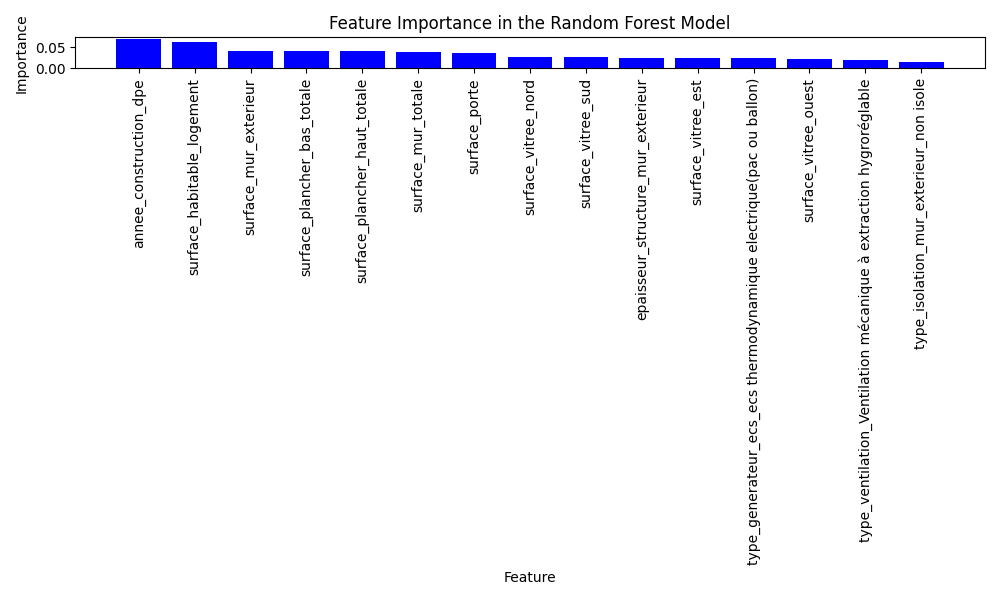 Feature Importance in the Random Forest Model
Importance
0.05
0.00
annee_construction_dpe
surface_habitable_logement
surface_mur_exterieur
surface_plancher_bas_totale
surface_plancher_haut_totale
surface_mur_totale
surface_porte
surface_vitree_nord
surface_vitree_sud
epaisseur_structure_mur_exterieur
surface_vitree_est
type_generateur_ecs_ecs thermodynamique electrique(pac ou ballon)
surface_vitree_ouest
type_ventilation_Ventilation mécanique à extraction hygroréglable
type_isolation_mur_exterieur_non isole
Feature